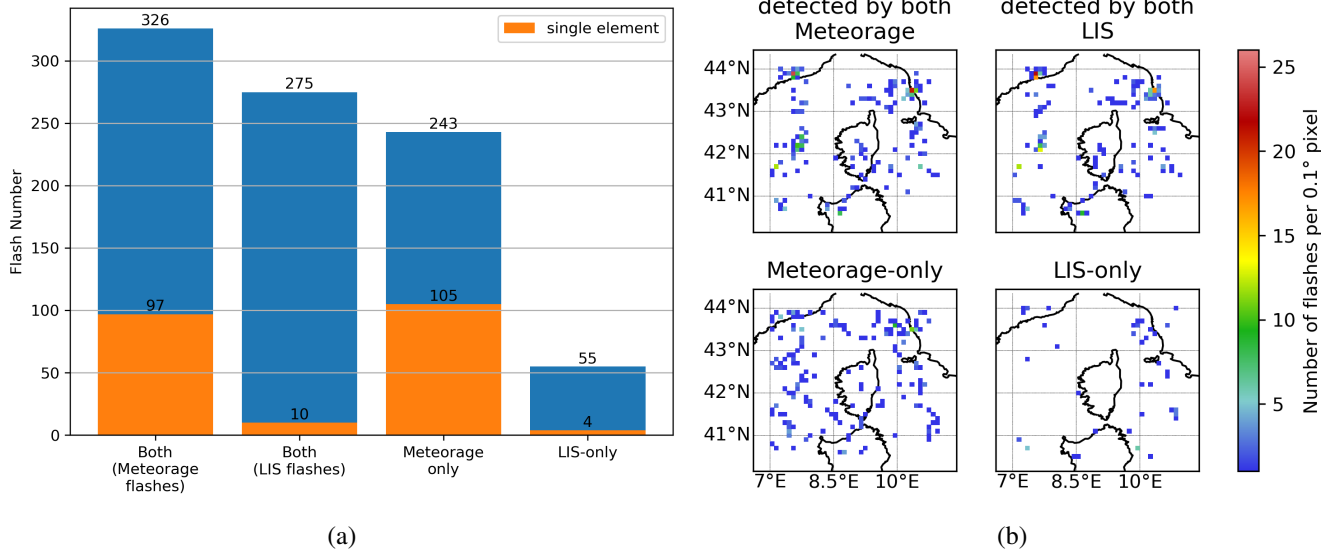 326
275
243
55
97
10
105
4
single element
Flash Number
300
250
200
150
100
50
0
Both
(Meteorage
flashes)
Both
(LIS flashes)
Meteorage
only
LIS-only
(a)
detected by both
Meteorage
detected by both
LIS
44°N
43°N
42°N
41°N
Meteorage-only
LIS-only
44°N
43°N
42°N
41°N
7°E
8.5°E
10°E
7°E
8.5°E
10°E
25
20
15
10
5
Number of flashes per 0.1° pixel
(b)